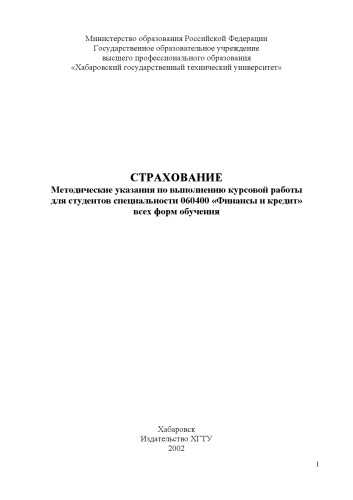 Министерство образования Российской Федерации
Государственное образовательное учреждение
высшего профессионального образования
«Хабаровский государственный технический университет»
СТРАХОВАНИЕ
Методические указания по выполнению курсовой работы
для студентов специальности 060400 «Финансы и кредит»
всех форм обучения
Хабаровск
Издательство ХГТУ
2002
1